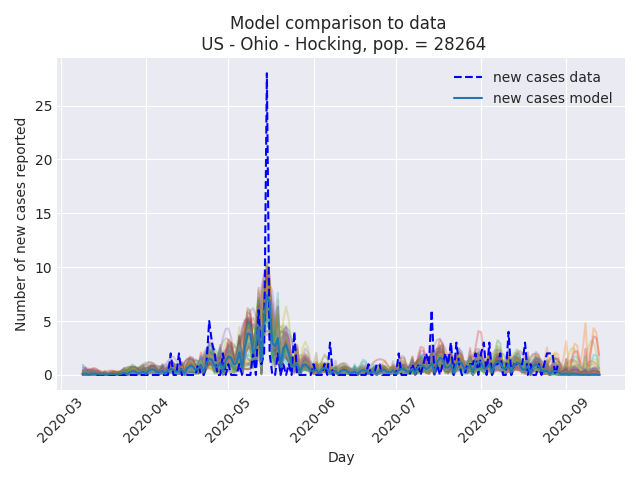 Model comparison to data
US - Ohio - Hocking, pop. = 28264
new cases data
new cases model
Number of new cases reported
25
20
15
10
5
0
2020-03
2020-04
2020-05
2020-06
2020-07
2020-08
2020-09
Day